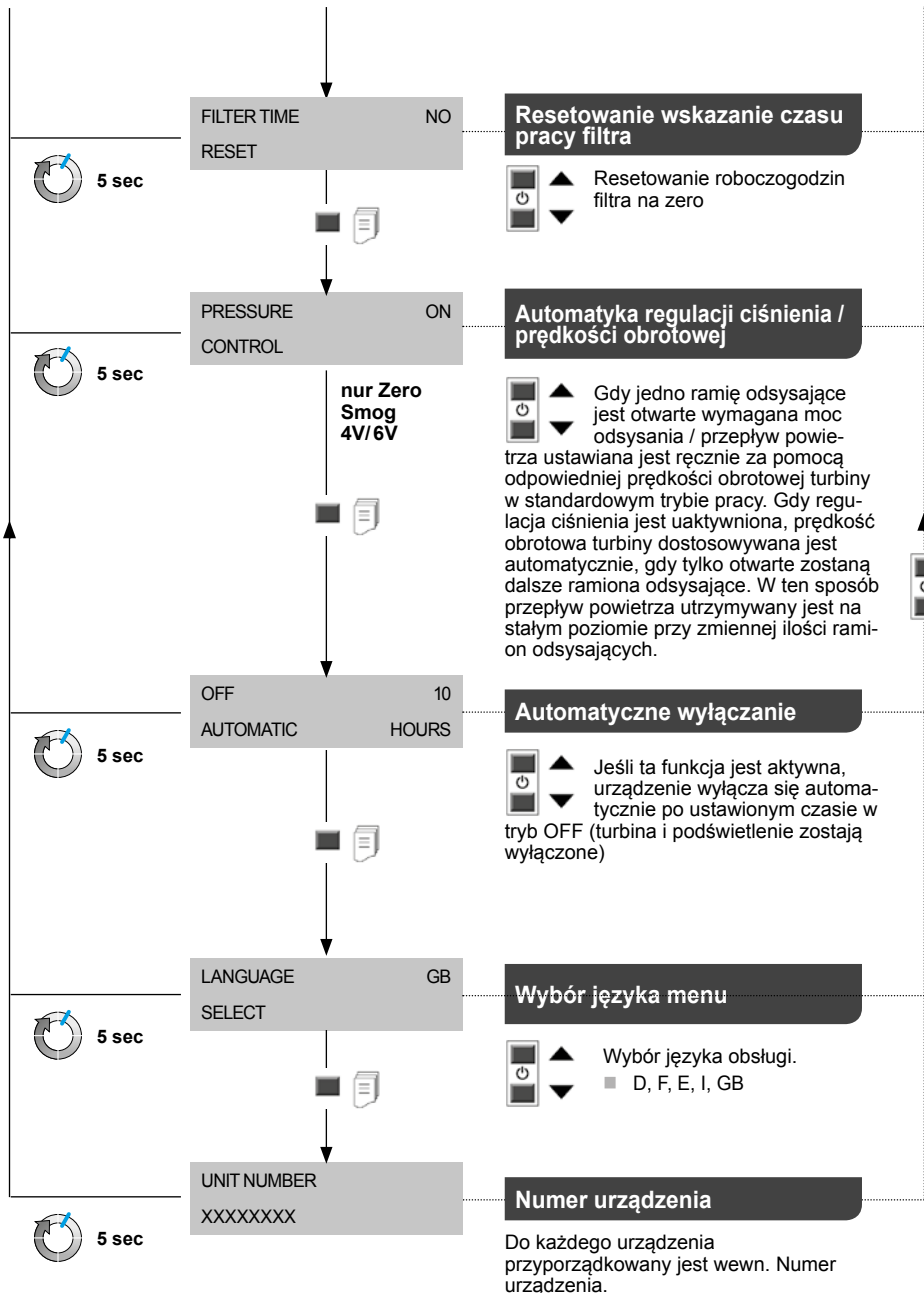 FILTER TIME NO
RESET
5 sec
Resetowanie wskazanie czasu
pracy filtra
Resetowanie roboczogodzin
filtra na zero
PRESSURE ON
CONTROL
5 sec
nur Zero
Smog
4V/6V
Automatyka regulacji ciśnienia /
prędkości obrotowej
Gdy jedno ramię odsysające
jest otwarte wymagana moc
odsysania / przepływ powie-
trza ustawiana jest ręcznie za pomocą
odpowiedniej prędkości obrotowej turbiny
w standardowym trybie pracy. Gdy regu-
lacja ciśnienia jest uaktywniona, prędkość
obrotowa turbiny dostosowywana jest
automatycznie, gdy tylko otwarte zostaną
dalsze ramiona odsysające. W ten sposób
przepływ powietrza utrzymywany jest na
stałym poziomie przy zmiennej ilości rami-
on odsysających.
OFF 10
AUTOMATIC HOURS
5 sec
Automatyczne wyłączanie
Jeśli ta funkcja jest aktywna,
urządzenie wyłącza się automa-
tycznie po ustawionym czasie w
tryb OFF (turbina i podświetlenie zostają
wyłączone)
LANGUAGE GB
SELECT
5 sec
Wybór języka menu
Wybór języka obsługi.
D, F, E, I, GB
UNIT NUMBER
XXXXXXXX
5 sec
Numer urządzenia
Do każdego urządzenia
przyporządkowany jest wewn. Numer
urządzenia.